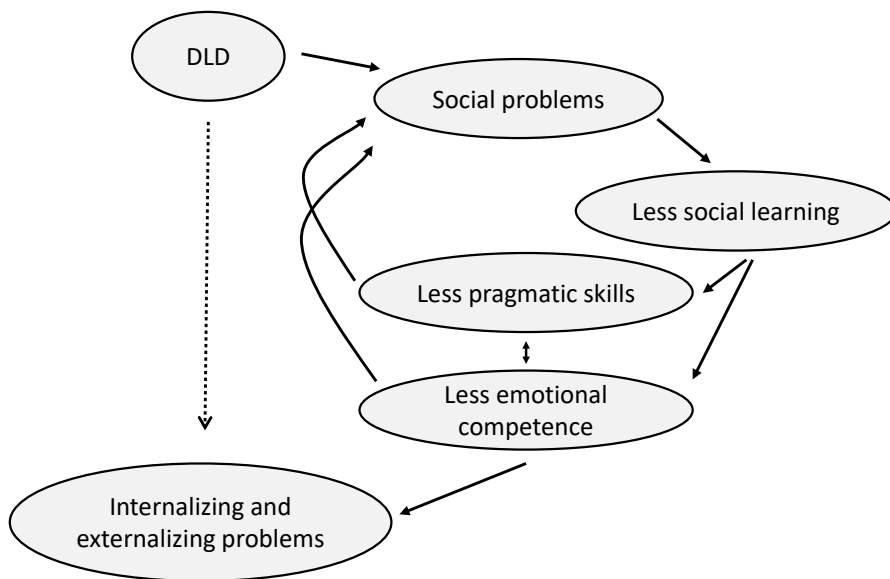 DLD
Social problems
Less social learning
Less pragmatic skills
Less emotional
competence
Internalizing and
externalizing problems